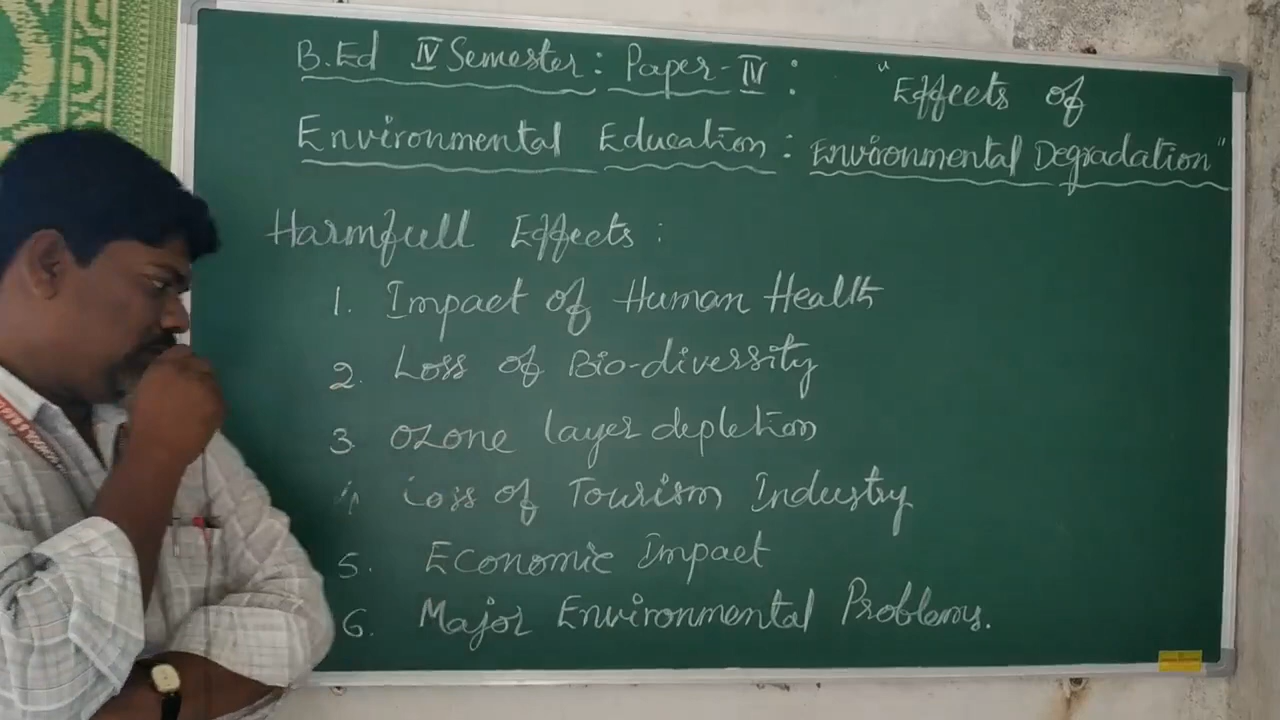 B.Ed IV Semester: Paper-IV: "Effects of
Environmental Education: Environmental Degradation"
Harmfull Effects:
1. Impact of Human Health
2. Loss of Bio-diversity
3. Ozone layer depletion
4. Loss of Tourism Industry
5. Economic Impact
6. Major Environmental Problems.